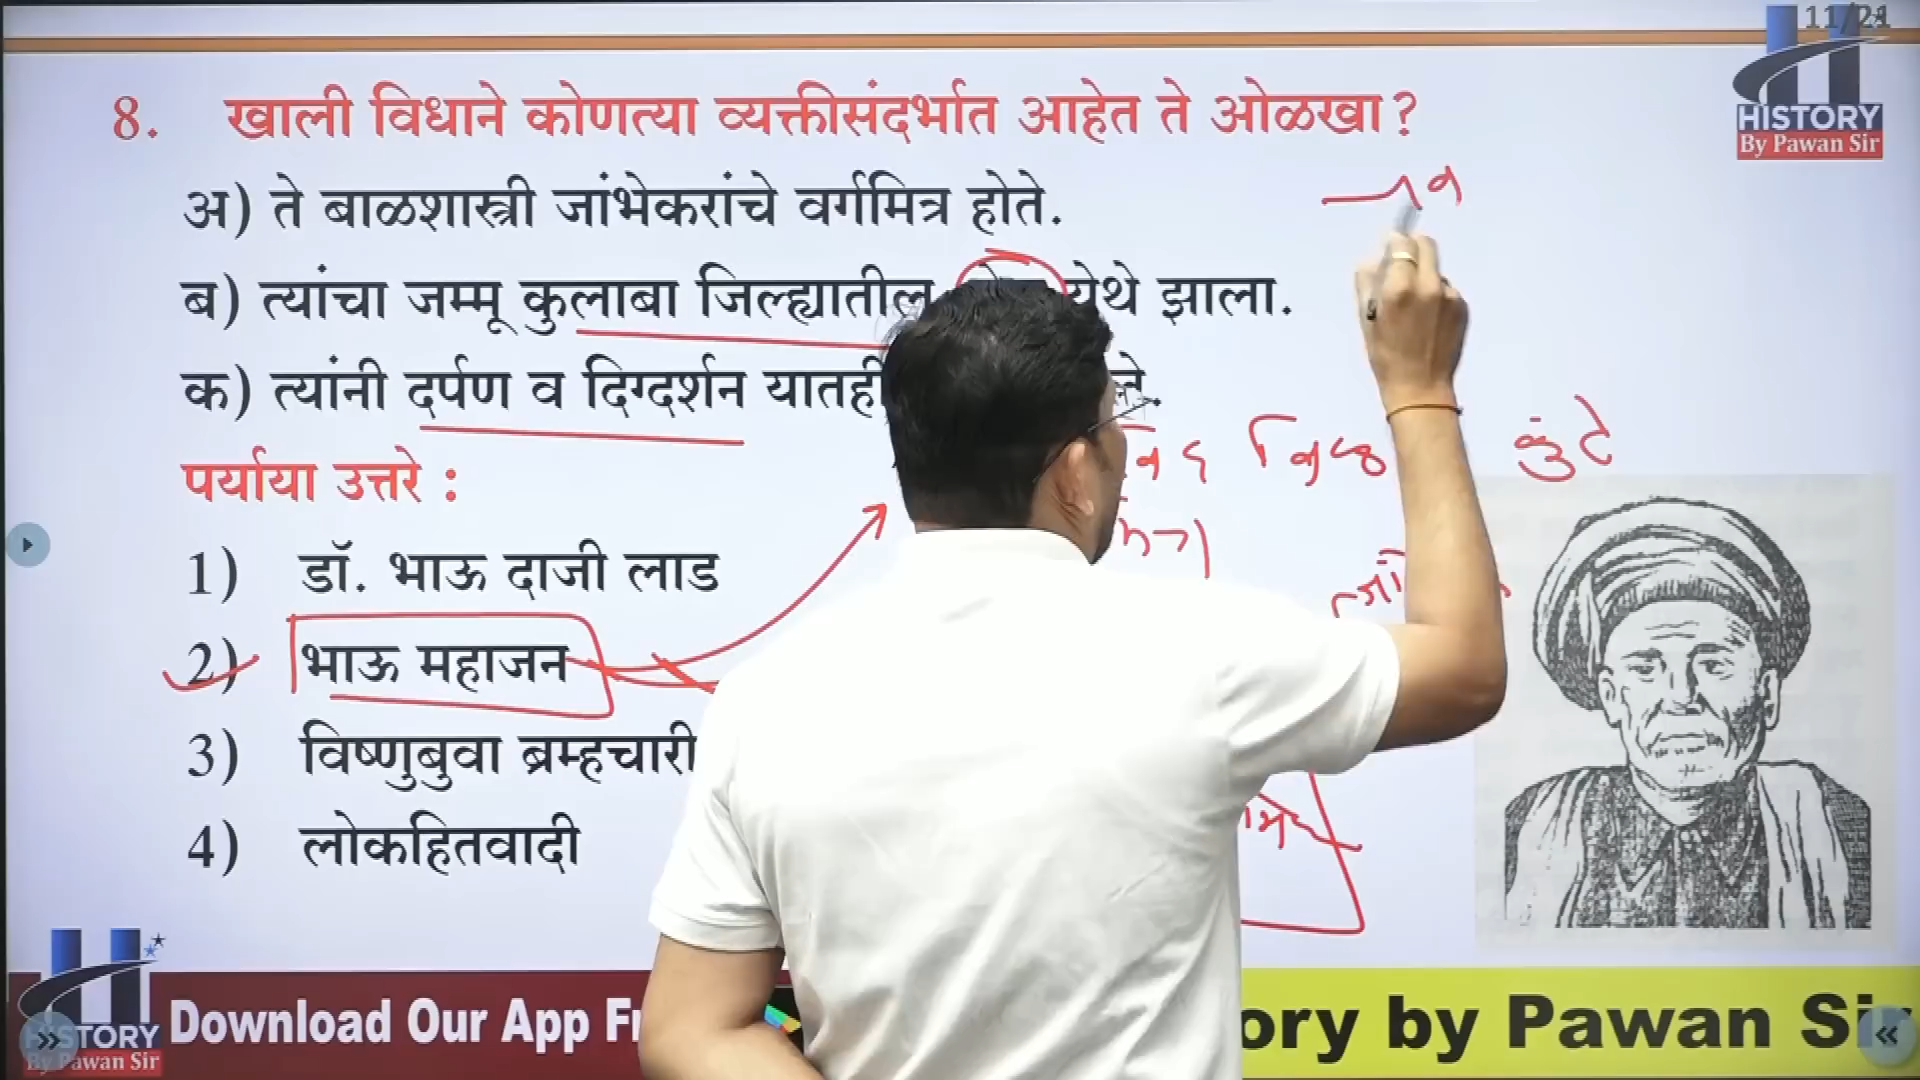 11/21
HISTORY
By Pawan Sir
8. खाली विधाने कोणत्या व्यक्तीसंदर्भात आहेत ते ओळखा?
अ) ते बाळशास्त्री जांभेकरांचे वर्गमित्र होते.
ब) त्यांचा जम्मू कुलाबा जिल्ह्यातील येथे झाला.
क) त्यांनी दर्पण व दिग्दर्शन यातही
कुंटे
पर्याया उत्तरे :
1) डॉ. भाऊ दाजी लाड
2) भाऊ महाजन
3) विष्णुबुवा ब्रम्हचारी
4) लोकहितवादी
HISTORY
By Pawan Sir
Download Our App
ory by Pawan Sir